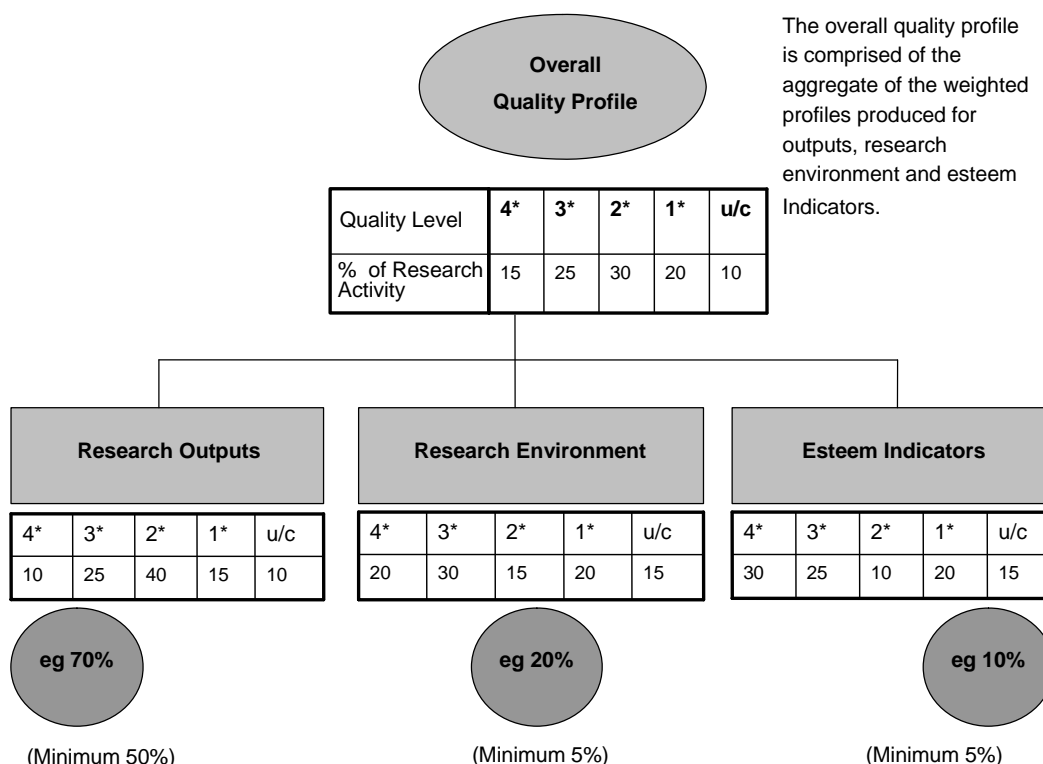 Overall
Quality Profile
The overall quality profile
is comprised of the
aggregate of the weighted
profiles produced for
outputs, research
environment and esteem
Indicators.
Quality Level 4* 3* 2* 1* u/c
% of Research
Activity 15 25 30 20 10
Research Outputs
4* 3* 2* 1* u/c
10 25 40 15 10
eg 70%
(Minimum 50%)
Research Environment
4* 3* 2* 1* u/c
20 30 15 20 15
eg 20%
(Minimum 5%)
Esteem Indicators
4* 3* 2* 1* u/c
30 25 10 20 15
eg 10%
(Minimum 5%)